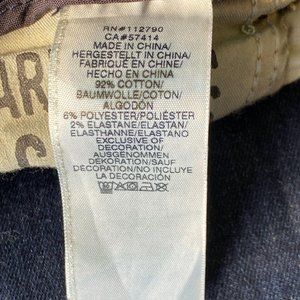 RN#112790
CA#57414
MADE IN CHINA/
HERGESTELLT IN CHINA/
FABRIQUÉ EN CHINE/
HECHO EN CHINA
92% COTTON/
BAUMWOLLE/COTON/
ALGODÓN
6% POLYESTER/POLIÉSTER
2% ELASTANE/ELASTAN/
ÉLASTHANNE/ELASTANO
EXCLUSIVE OF
DECORATION/
AUSGENOMMEN
DEKORATION/SAUF
DÉCORATION/
NO INCLUYE
LA DECORACIÓN